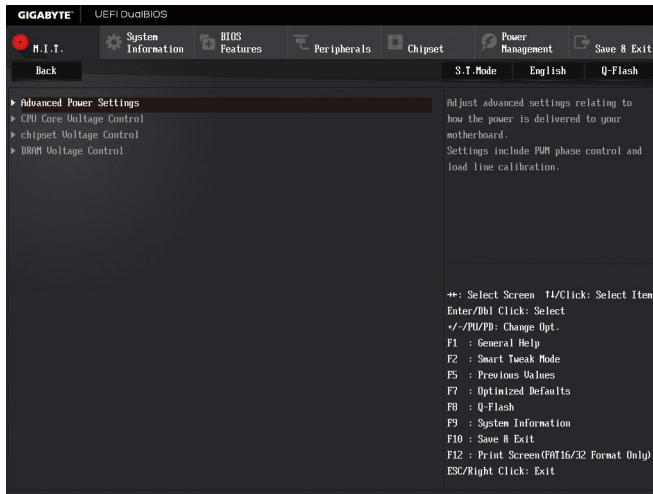 GIGABYTE™ UEFI DualBIOS
M.I.T.
System Information
BIOS Features
Peripherals
Chipset
Power Management
Save & Exit
Back
S.T.Mode English Q-Flash
Advanced Power Settings
CPU Core Voltage Control
chipset Voltage Control
DRAM Voltage Control
Adjust advanced settings relating to
how the power is delivered to your
motherboard.
Settings include PWM phase control and
load line calibration.
→←: Select Screen ↑↓/Click: Select Item
Enter/Dbl Click: Select
+/-/PU/PD: Change Opt.
F1 : General Help
F2 : Smart Tweak Mode
F5 : Previous Values
F7 : Optimized Defaults
F8 : Q-Flash
F9 : System Information
F10 : Save & Exit
F12 : Print Screen(FAT16/32 Format Only)
ESC/Right Click: Exit